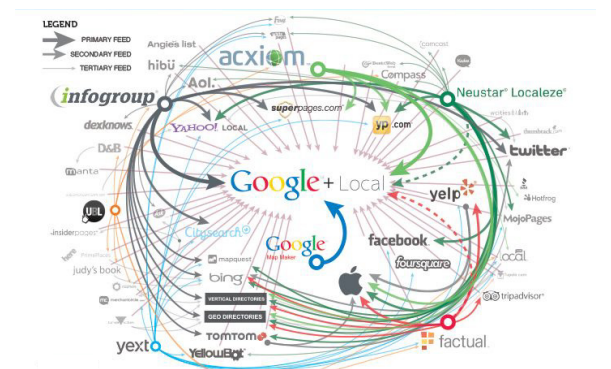 LEGEND
PRIMARY FEED
SECONDARY FEED
TERTIARY FEED
Angie's list
hibü
Aol.
acxiom
Compass
infogroup
superpages.com
Neustar Localeze
YAHOO! LOCAL
yp.com
dexknows
twitter
D&B
manta
Google+ Local
yelp
Hotfrog
UBL
MojoPages
Citysearch
insiderpages
Google
Map Maker
facebook
foursquare
mapquest
judy's book
bing
VERTICAL DIRECTORIES
GEO DIRECTORIES
tripadvisor
TOMTOM
yext
YellowBot
factual.